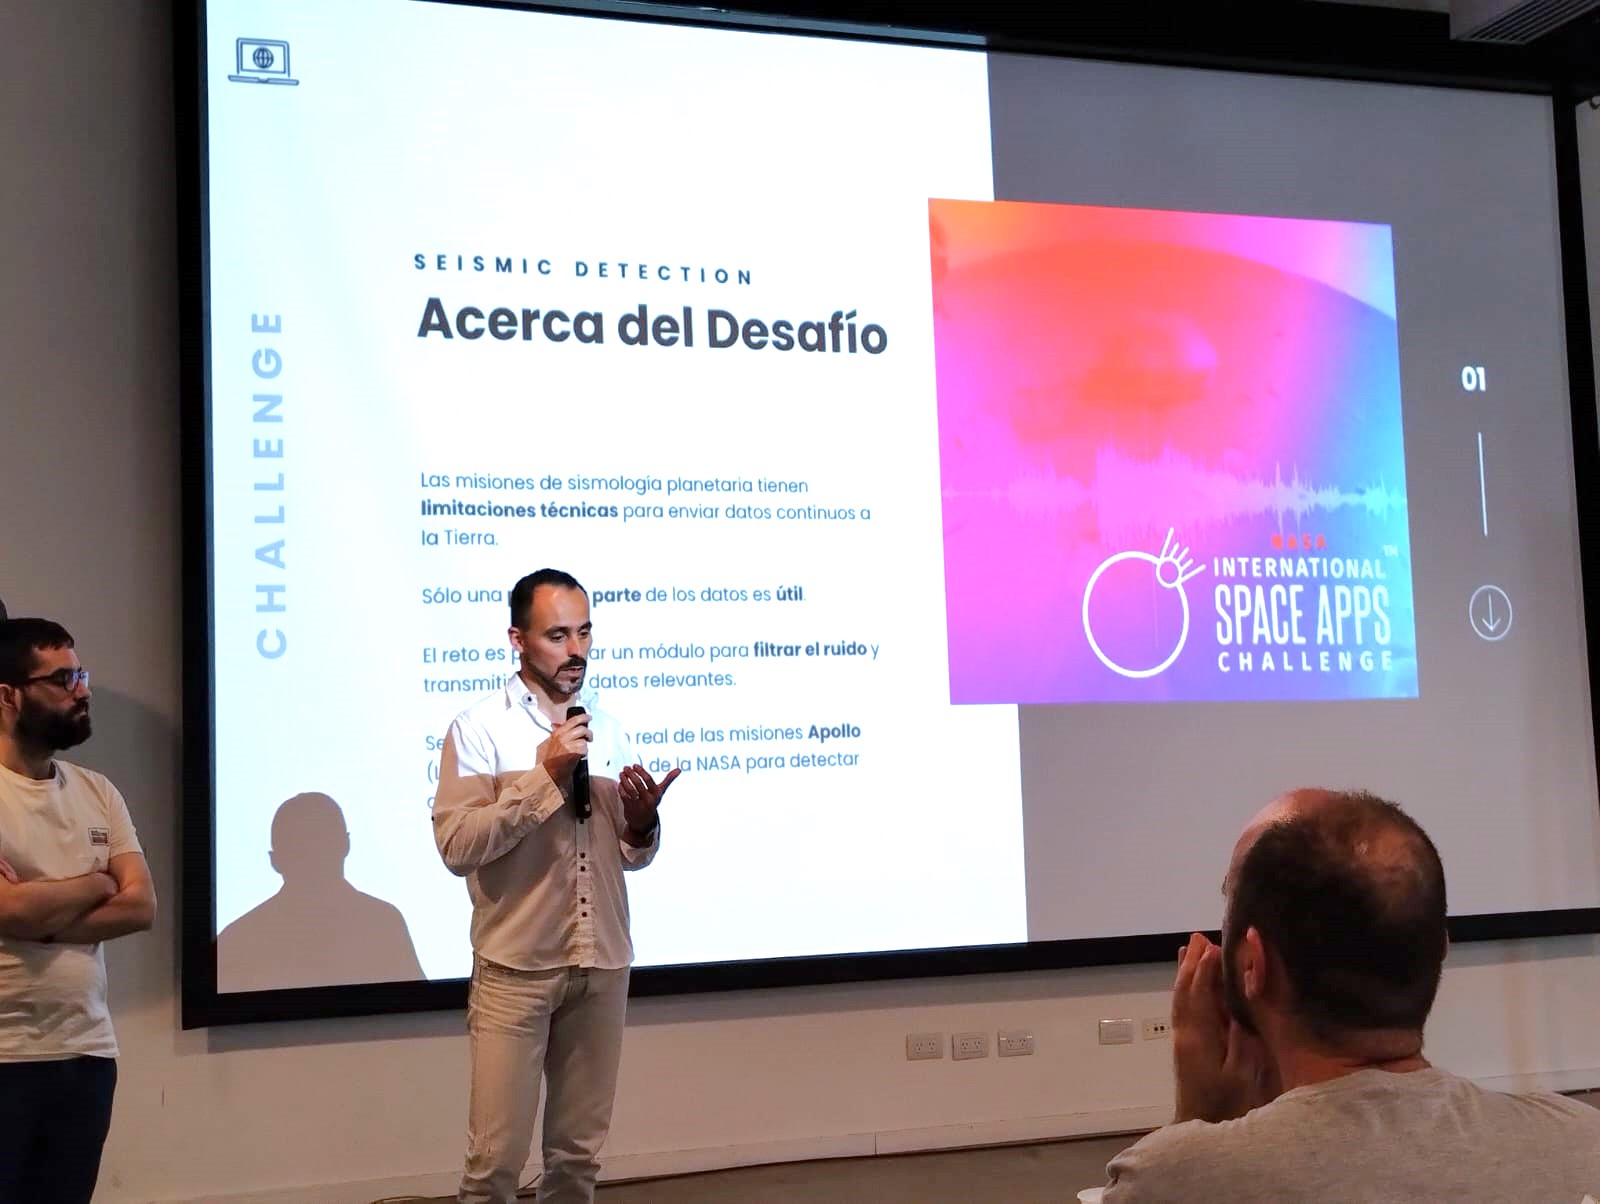 CHALLENGE
SEISMIC DETECTION
Acerca del Desafío
Las misiones de sismología planetaria tienen
limitaciones técnicas para enviar datos continuos a
la Tierra.
Sólo una parte de los datos es útil.
El reto es un módulo para filtrar el ruido y
datos relevantes.
real de las misiones Apollo
de la NASA para detectar
NASA
INTERNATIONAL
SPACE APPS
CHALLENGE
TM
01